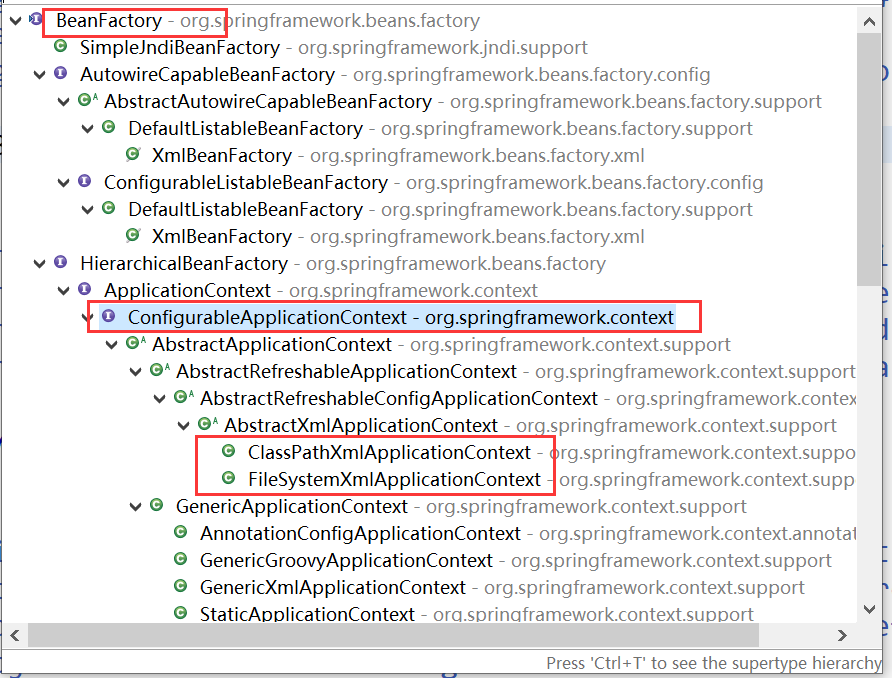 BeanFactory - org.springframework.beans.factory
SimpleJndiBeanFactory - org.springframework.jndi.support
AutowireCapableBeanFactory - org.springframework.beans.factory.config
AbstractAutowireCapableBeanFactory - org.springframework.beans.factory.support
DefaultListableBeanFactory - org.springframework.beans.factory.support
XmlBeanFactory - org.springframework.beans.factory.xml
ConfigurableListableBeanFactory - org.springframework.beans.factory.config
DefaultListableBeanFactory - org.springframework.beans.factory.support
XmlBeanFactory - org.springframework.beans.factory.xml
HierarchicalBeanFactory - org.springframework.beans.factory
ApplicationContext - org.springframework.context
ConfigurableApplicationContext - org.springframework.context
AbstractApplicationContext - org.springframework.context.support
AbstractRefreshableApplicationContext - org.springframework.context.support
AbstractRefreshableConfigApplicationContext - org.springframework.contex
AbstractXmlApplicationContext - org.springframework.context.support
ClassPathXmlApplicationContext - org.springframework.context.suppo
FileSystemXmlApplicationContext - org.springframework.context.supp
GenericApplicationContext - org.springframework.context.support
AnnotationConfigApplicationContext - org.springframework.context.annotat
GenericGroovyApplicationContext - org.springframework.context.support
GenericXmlApplicationContext - org.springframework.context.support
StaticApplicationContext - org.springframework.context.support
Press 'Ctrl+T' to see the supertype hierarchy